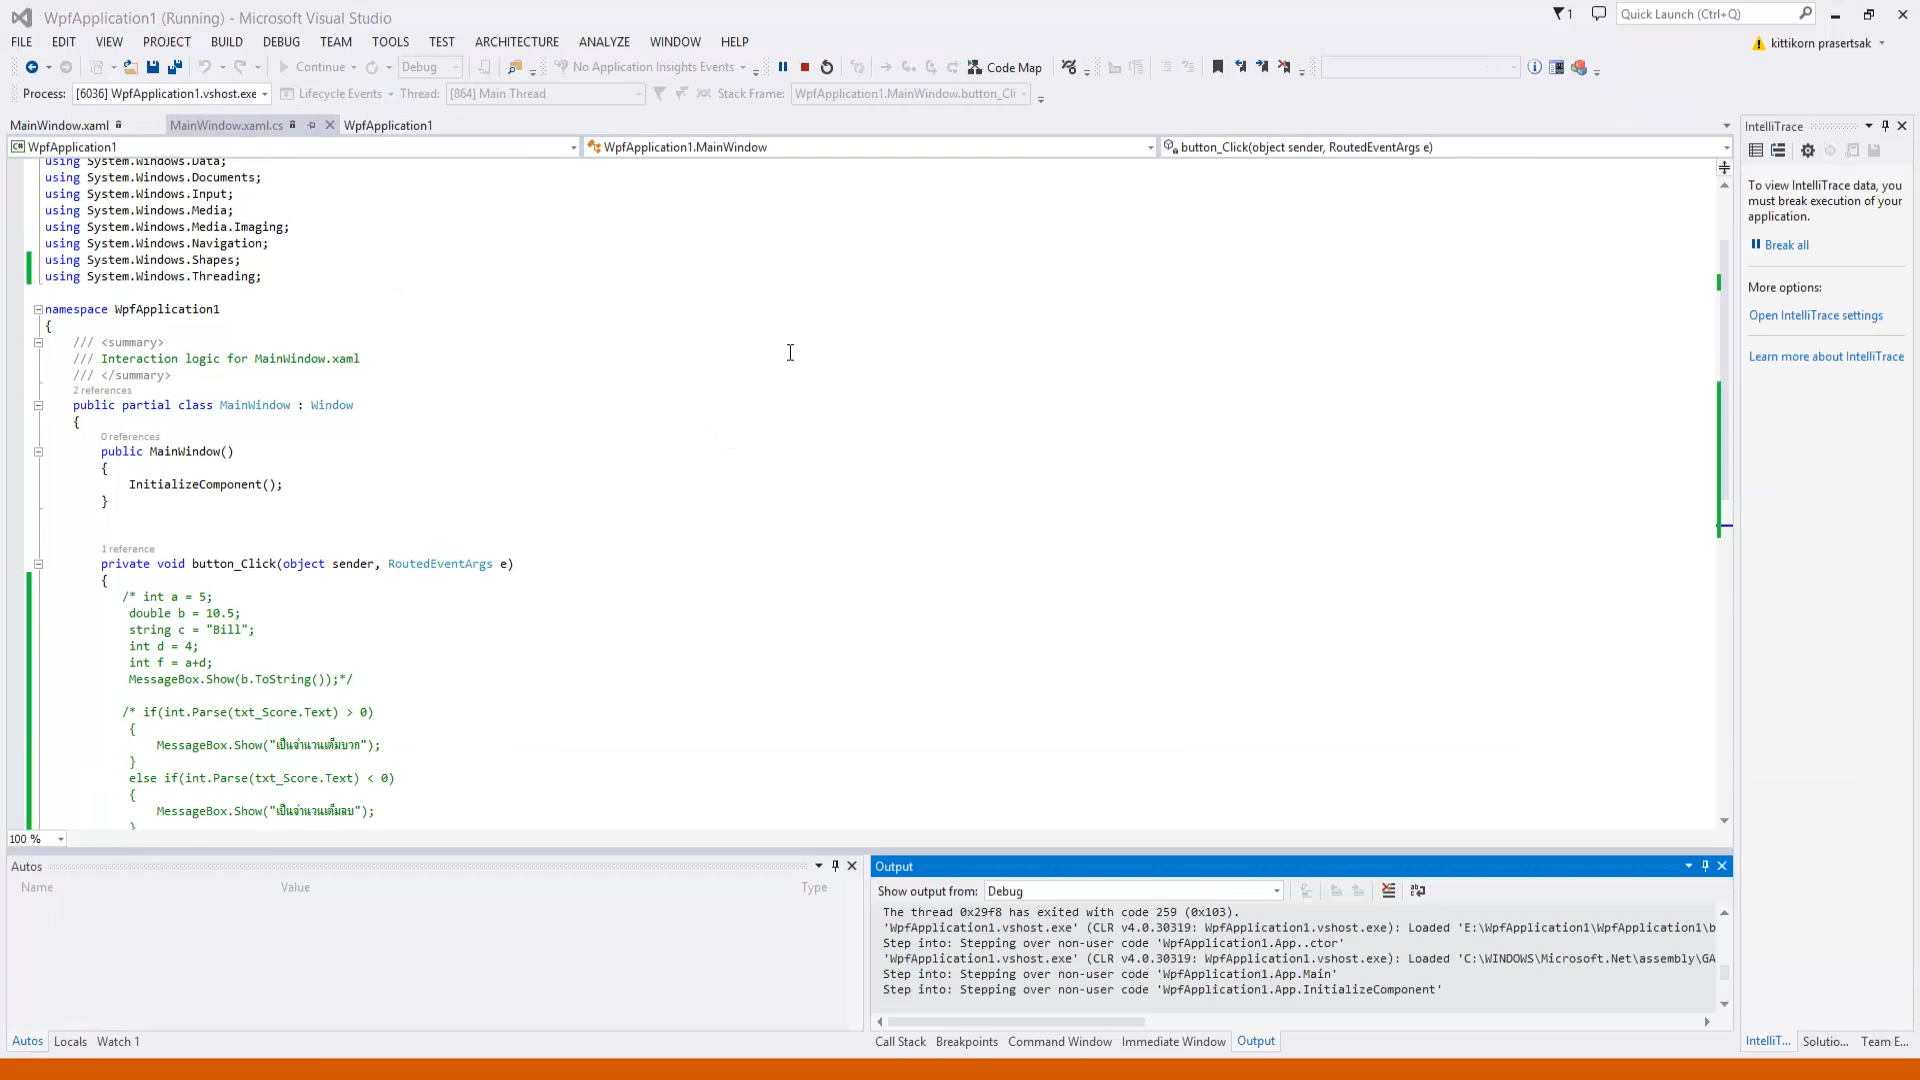 WpfApplication1 (Running) - Microsoft Visual Studio
1
Quick Launch (Ctrl+Q)
FILE EDIT VIEW PROJECT BUILD DEBUG TEAM TOOLS TEST ARCHITECTURE ANALYZE WINDOW HELP
kittikorn prasertsak
Continue Debug No Application Insights Events Code Map
Process: [6036] WpfApplication1.vshost.exe Lifecycle Events Thread: [864] Main Thread Stack Frame: WpfApplication1.MainWindow.button_Cli
MainWindow.xaml MainWindow.xaml.cs WpfApplication1
C# WpfApplication1 WpfApplication1.MainWindow button_Click(object sender, RoutedEventArgs e)
using System.Windows.Data;
using System.Windows.Documents;
using System.Windows.Input;
using System.Windows.Media;
using System.Windows.Media.Imaging;
using System.Windows.Navigation;
using System.Windows.Shapes;
using System.Windows.Threading;
namespace WpfApplication1
{
/// <summary>
/// Interaction logic for MainWindow.xaml
/// </summary>
2 references
public partial class MainWindow : Window
{
0 references
public MainWindow()
{
InitializeComponent();
}
1 reference
private void button_Click(object sender, RoutedEventArgs e)
{
/* int a = 5;
double b = 10.5;
string c = "Bill";
int d = 4;
int f = a+d;
MessageBox.Show(b.ToString());*/
/* if(int.Parse(txt_Score.Text) > 0)
{
MessageBox.Show("เป็นจำนวนเต็มบวก");
}
else if(int.Parse(txt_Score.Text) < 0)
{
MessageBox.Show("เป็นจำนวนเต็มลบ");
}
100 %
IntelliTrace
To view IntelliTrace data, you
must break execution of your
application.
Break all
More options:
Open IntelliTrace settings
Learn more about IntelliTrace
Autos
Name Value Type
Autos Locals Watch 1
Output
Show output from: Debug
The thread 0x29f8 has exited with code 259 (0x103).
'WpfApplication1.vshost.exe' (CLR v4.0.30319: WpfApplication1.vshost.exe): Loaded 'E:\WpfApplication1\WpfApplication1\b
Step into: Stepping over non-user code 'WpfApplication1.App..ctor'
'WpfApplication1.vshost.exe' (CLR v4.0.30319: WpfApplication1.vshost.exe): Loaded 'C:\WINDOWS\Microsoft.Net\assembly\GA
Step into: Stepping over non-user code 'WpfApplication1.App.Main'
Step into: Stepping over non-user code 'WpfApplication1.App.InitializeComponent'
Call Stack Breakpoints Command Window Immediate Window Output
IntelliT... Solutio... Team E...